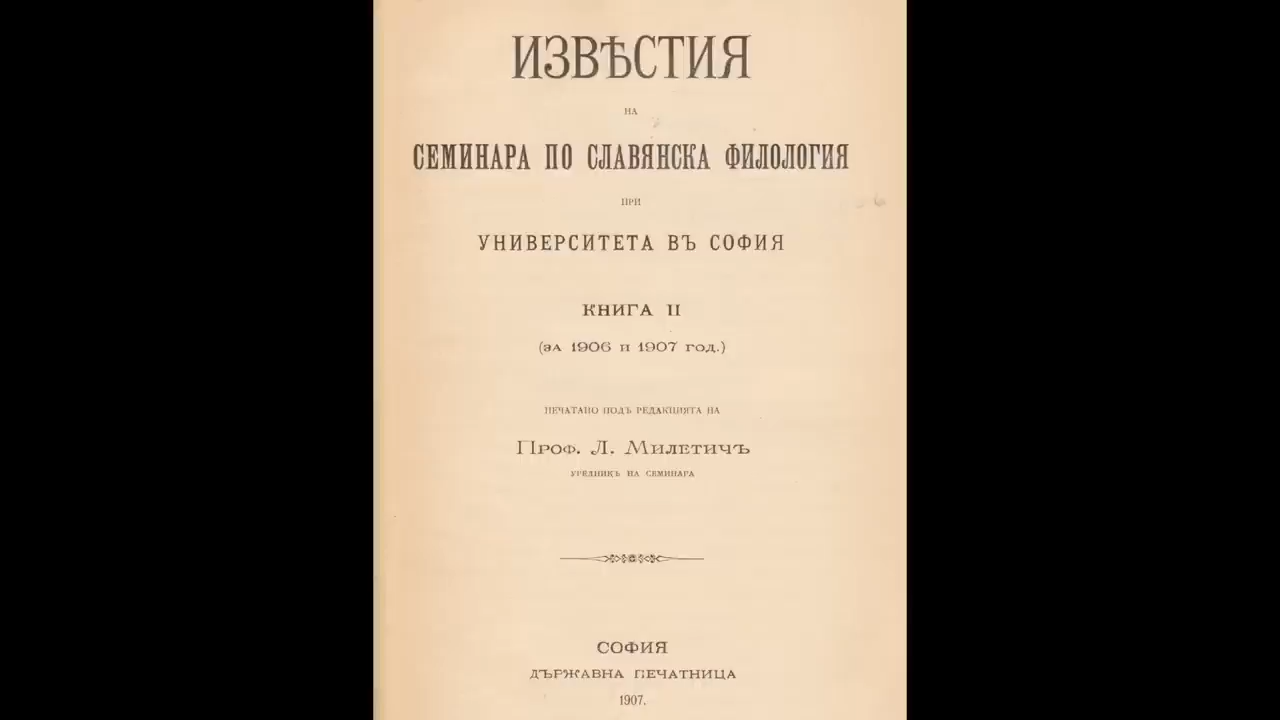 ИЗВѢСТИЯ
НА
СЕМИНАРА ПО СЛАВЯНСКА ФИЛОЛОГИЯ
ПРИ
УНИВЕРСИТЕТА ВЪ СОФИЯ
КНИГА II
(ЗА 1906 И 1907 ГОД.)
ПЕЧАТАНО ПОДЪ РЕДАКЦИЯТА НА
ПРОФ. Л. МИЛЕТИЧЪ
УРЕДНИКЪ НА СЕМИНАРА
СОФИЯ
ДЪРЖАВНА ПЕЧАТНИЦА
1907.